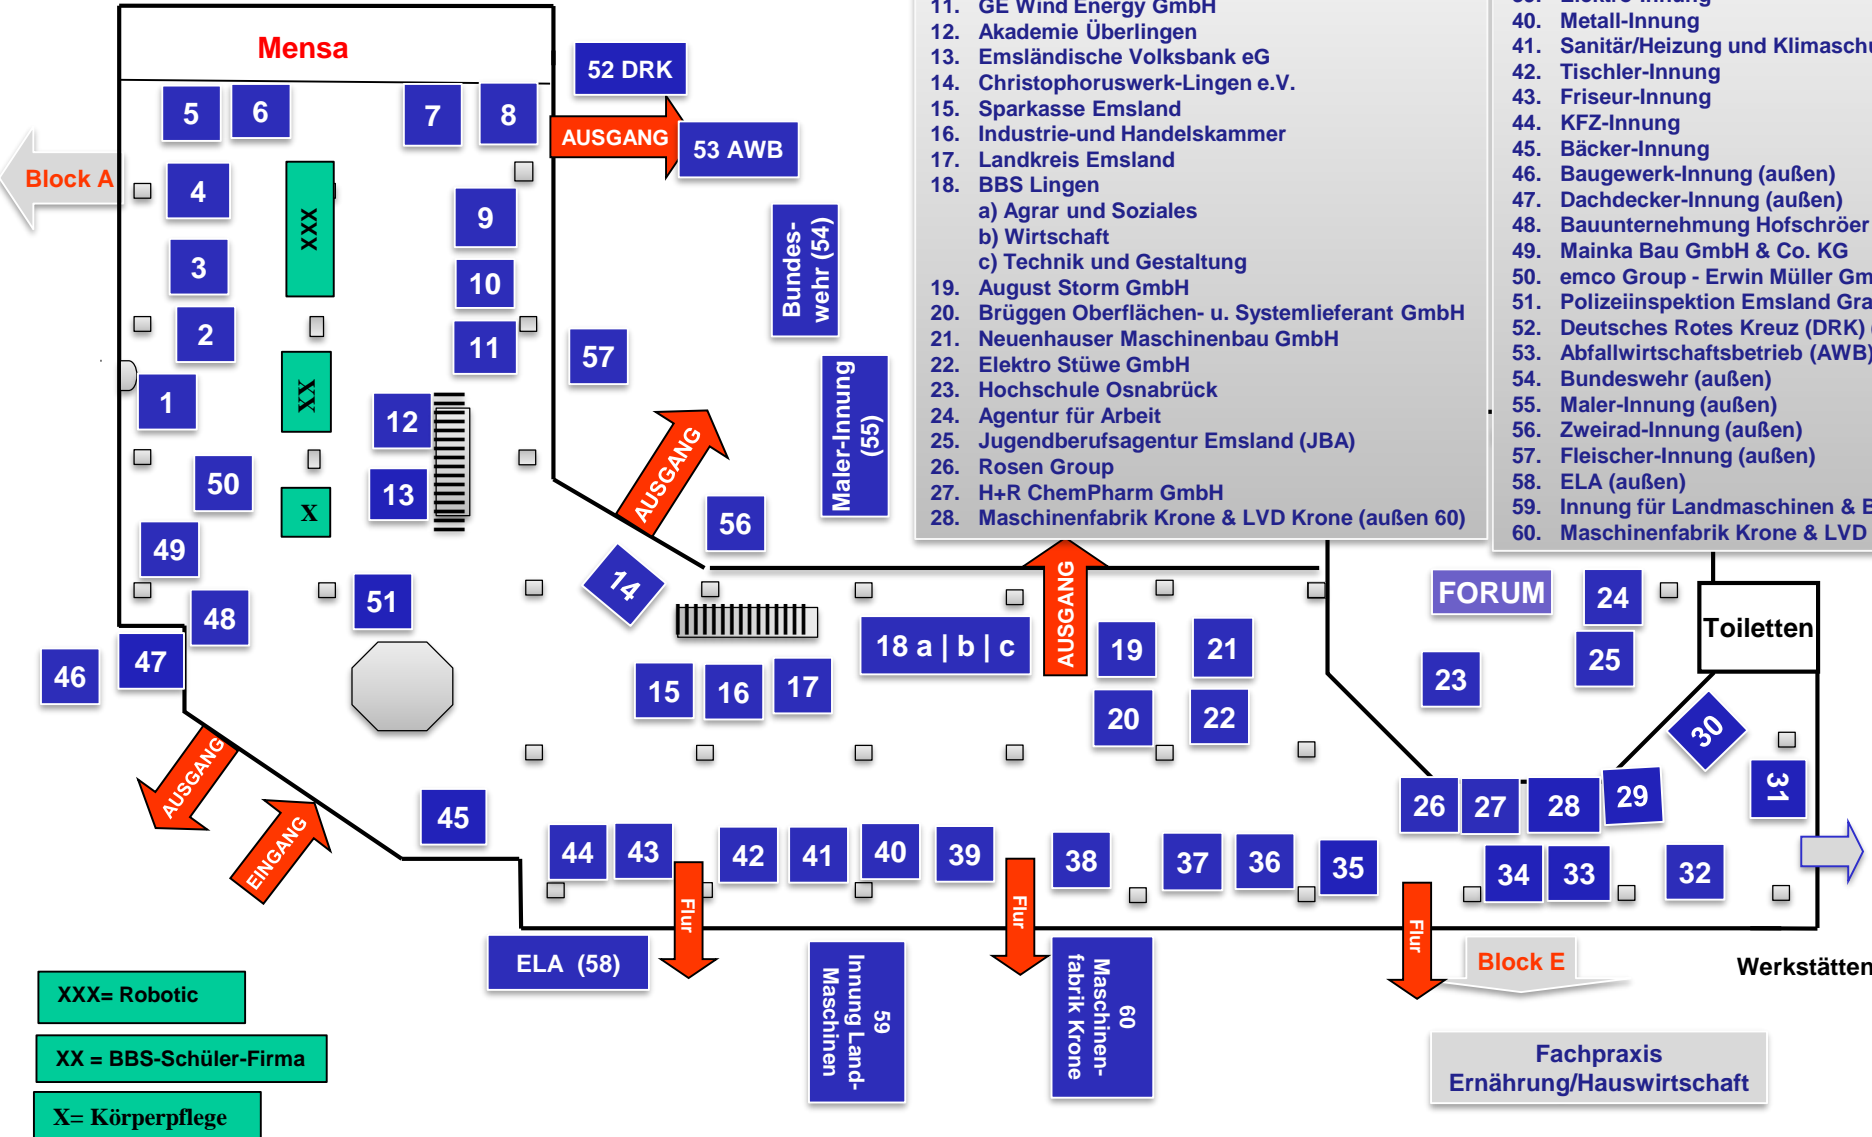 Mensa
52 DRK
5
6
7
8
AUSGANG
53 AWB
Block A
4
XXX
9
Bundes-
wehr (54)
3
10
2
11
57
XX
1
12
Maler-Innung
(55)
50
13
X
AUSGANG
56
49
14
51
48
47
46
18 a | b | c
AUSGANG
19
21
15
16
17
20
22
FORUM
24
25
23
Toiletten
30
31
AUSGANG
EINGANG
45
44
43
42
41
40
39
38
37
36
35
26
27
28
29
34
33
32
Flur
Flur
Flur
ELA (58)
59
Innung Land-
Maschinen
60
Maschinen-
fabrik Krone
Block E
Werkstätten
Fachpraxis
Ernährung/Hauswirtschaft
XXX= Robotic
XX = BBS-Schüler-Firma
X= Körperpflege
11. GE Wind Energy GmbH
12. Akademie Überlingen
13. Emsländische Volksbank eG
14. Christophoruswerk-Lingen e.V.
15. Sparkasse Emsland
16. Industrie-und Handelskammer
17. Landkreis Emsland
18. BBS Lingen
a) Agrar und Soziales
b) Wirtschaft
c) Technik und Gestaltung
19. August Storm GmbH
20. Brüggen Oberflächen- u. Systemlieferant GmbH
21. Neuenhauser Maschinenbau GmbH
22. Elektro Stüwe GmbH
23. Hochschule Osnabrück
24. Agentur für Arbeit
25. Jugendberufsagentur Emsland (JBA)
26. Rosen Group
27. H+R ChemPharm GmbH
28. Maschinenfabrik Krone & LVD Krone (außen 60)
40. Metall-Innung
41. Sanitär/Heizung und
42. Tischler-Innung
43. Friseur-Innung
44. KFZ-Innung
45. Bäcker-Innung
46. Baugewerk-Innung (außen)
47. Dachdecker-Innung (außen)
48. Bauunternehmung Hofschröer
49. Mainka Bau GmbH & Co. KG
50. emco Group - Erwin Müller
51. Polizeiinspektion Emsland
52. Deutsches Rotes Kreuz (DRK)
53. Abfallwirtschaftsbetrieb (AWB)
54. Bundeswehr (außen)
55. Maler-Innung (außen)
56. Zweirad-Innung (außen)
57. Fleischer-Innung (außen)
58. ELA (außen)
59. Innung für Landmaschinen &
60. Maschinenfabrik Krone & LVD